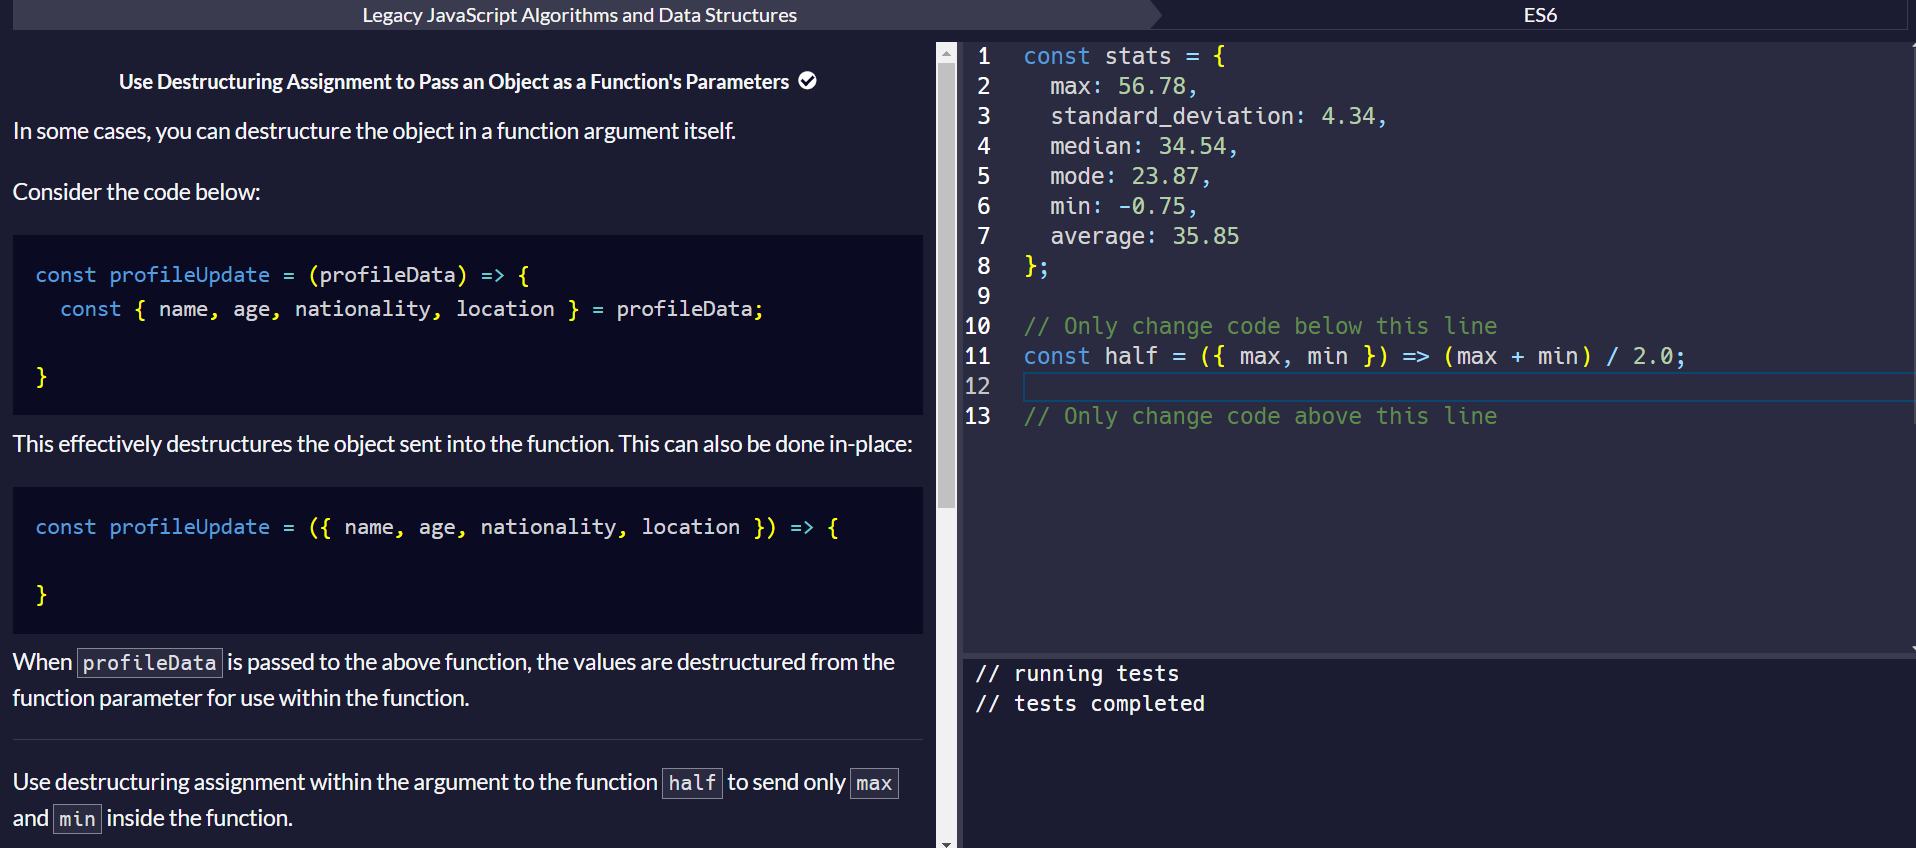 Legacy JavaScript Algorithms and Data Structures
ES6
Use Destructuring Assignment to Pass an Object as a Function's Parameters
In some cases, you can destructure the object in a function argument itself.
Consider the code below:
const profileUpdate = (profileData) => {
  const { name, age, nationality, location } = profileData;
}
This effectively destructures the object sent into the function. This can also be done in-place:
const profileUpdate = ({ name, age, nationality, location }) => {
}
When profileData is passed to the above function, the values are destructured from the
function parameter for use within the function.
Use destructuring assignment within the argument to the function half to send only max
and min inside the function.
1 const stats = {
2   max: 56.78,
3   standard_deviation: 4.34,
4   median: 34.54,
5   mode: 23.87,
6   min: -0.75,
7   average: 35.85
8 };
9
10 // Only change code below this line
11 const half = ({ max, min }) => (max + min) / 2.0;
12
13 // Only change code above this line
// running tests
// tests completed